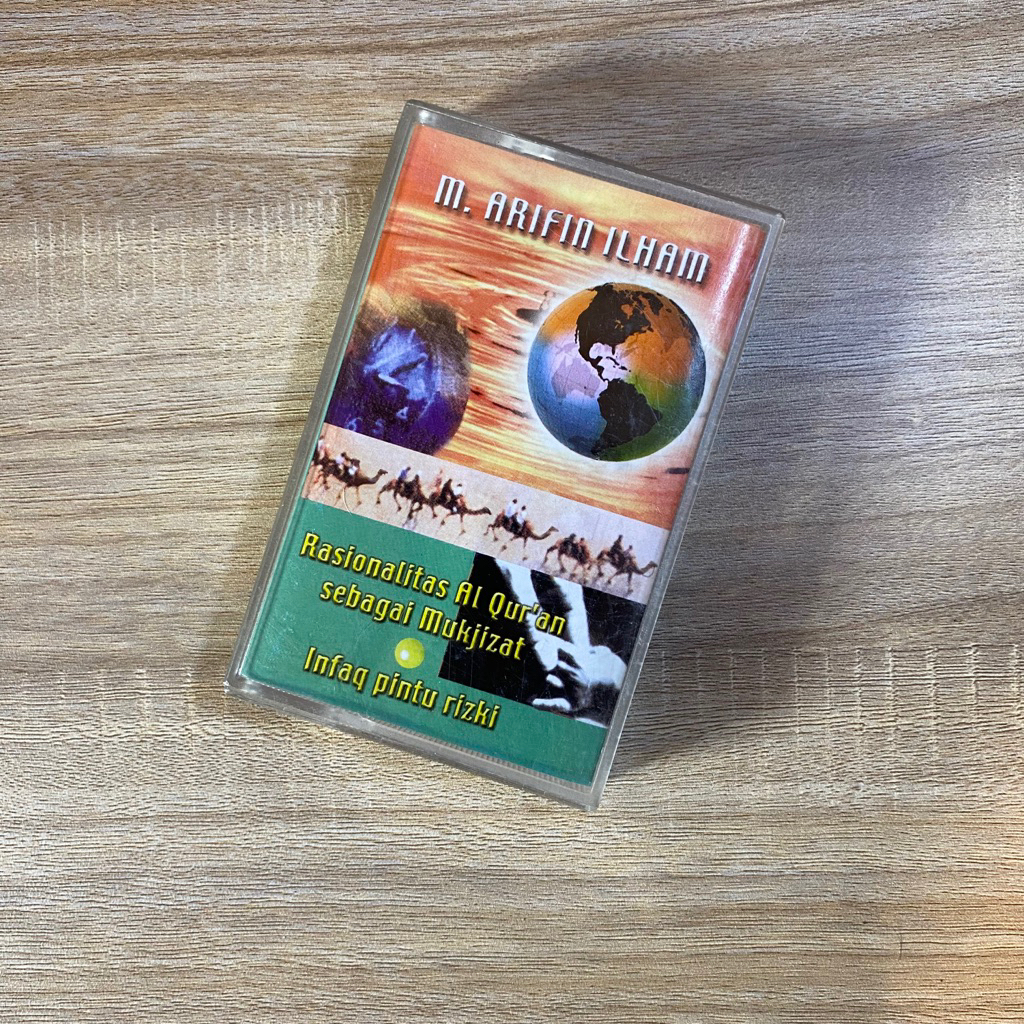 M. ARIFIN ILHAM
Rasionalitas Al Qur'an
sebagai Mukjizat
Infaq pintu rizki